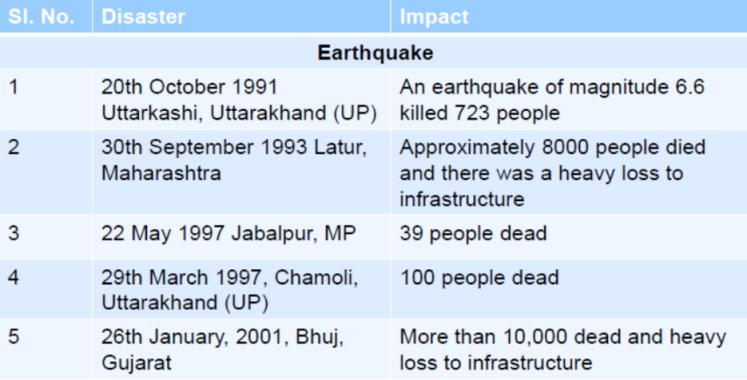 SI. No. Disaster Impact
Earthquake
1 20th October 1991 An earthquake of magnitude 6.6
Uttarkashi, Uttarakhand (UP) killed 723 people
2 30th September 1993 Latur, Approximately 8000 people died
Maharashtra and there was a heavy loss to
infrastructure
3 22 May 1997 Jabalpur, MP 39 people dead
4 29th March 1997, Chamoli, 100 people dead
Uttarakhand (UP)
5 26th January, 2001, Bhuj, More than 10,000 dead and heavy
Gujarat loss to infrastructure